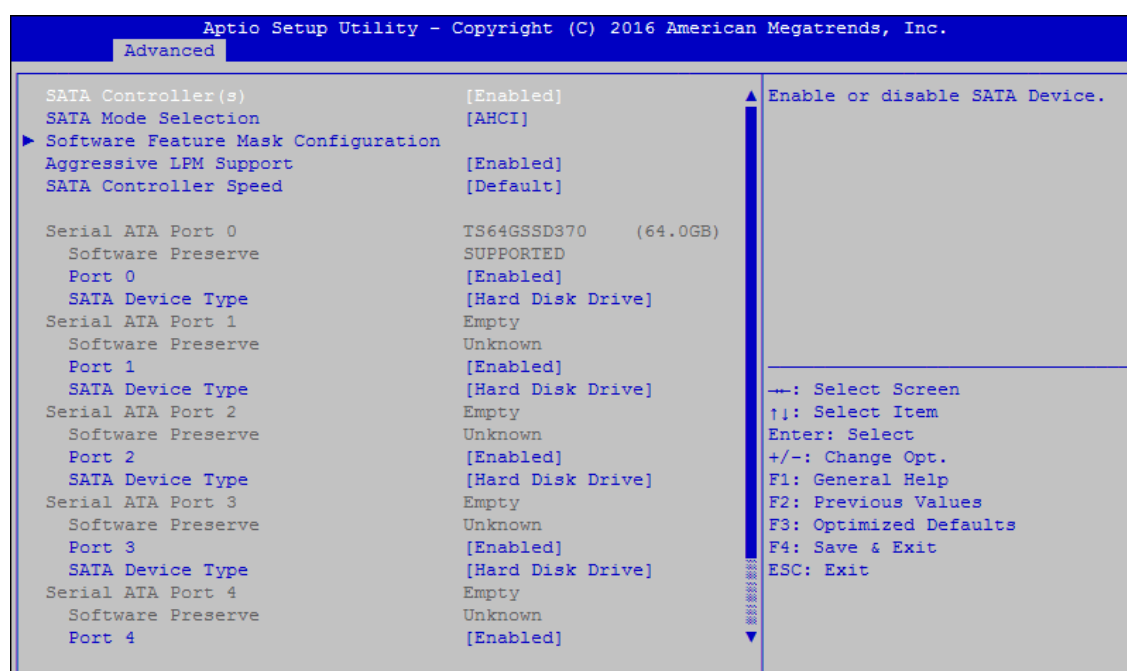 Aptio Setup Utility – Copyright (C) 2016 American Megatrends, Inc.
Advanced
SATA Controller(s) [Enabled]
SATA Mode Selection [AHCI]
► Software Feature Mask Configuration
Aggressive LPM Support [Enabled]
SATA Controller Speed [Default]
Serial ATA Port 0 TS64GSSD370 (64.0GB)
Software Preserve SUPPORTED
Port 0 [Enabled]
SATA Device Type [Hard Disk Drive]
Serial ATA Port 1 Empty
Software Preserve Unknown
Port 1 [Enabled]
SATA Device Type [Hard Disk Drive]
Serial ATA Port 2 Empty
Software Preserve Unknown
Port 2 [Enabled]
SATA Device Type [Hard Disk Drive]
Serial ATA Port 3 Empty
Software Preserve Unknown
Port 3 [Enabled]
SATA Device Type [Hard Disk Drive]
Serial ATA Port 4 Empty
Software Preserve Unknown
Port 4 [Enabled]
Enable or disable SATA Device.
→←: Select Screen
↑↓: Select Item
Enter: Select
+/-: Change Opt.
F1: General Help
F2: Previous Values
F3: Optimized Defaults
F4: Save & Exit
ESC: Exit